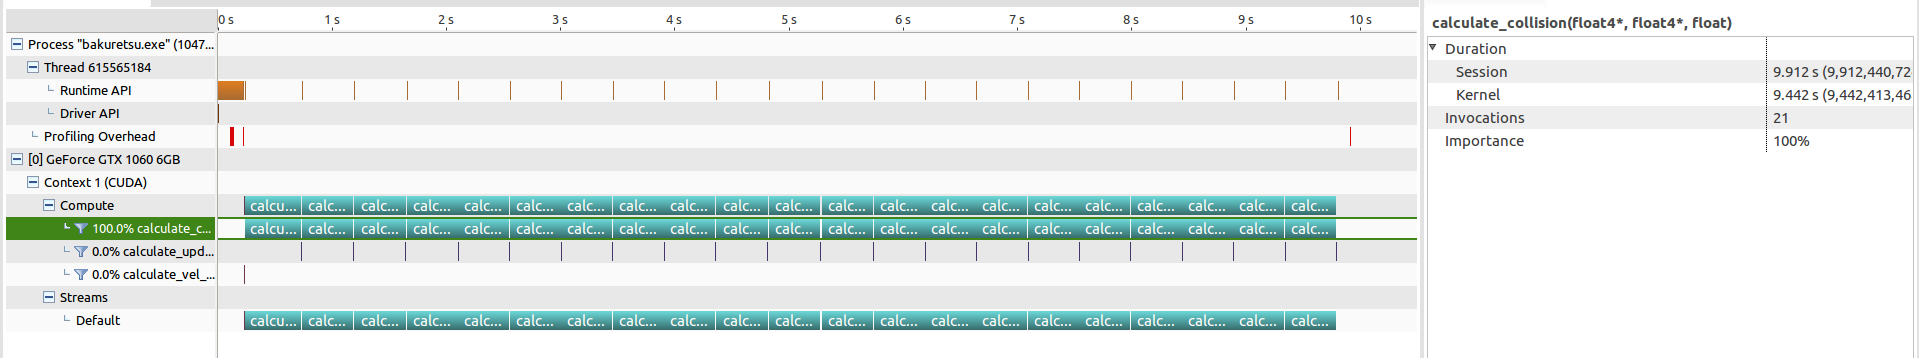 0 s 1 s 2 s 3 s 4 s 5 s 6 s 7 s 8 s 9 s 10 s
Process "bakuretsu.exe" (1047...
Thread 615565184
Runtime API
Driver API
Profiling Overhead
[0] GeForce GTX 1060 6GB
Context 1 (CUDA)
Compute
calcu... calc... calc... calc... calc... calc... calc... calc... calc... calc... calc... calc... calc... calc... calc... calc... calc... calc... calc... calc... calc...
100.0% calculate_c...
calcu... calc... calc... calc... calc... calc... calc... calc... calc... calc... calc... calc... calc... calc... calc... calc... calc... calc... calc... calc... calc...
0.0% calculate_upd...
0.0% calculate_vel_...
Streams
Default
calcu... calc... calc... calc... calc... calc... calc... calc... calc... calc... calc... calc... calc... calc... calc... calc... calc... calc... calc... calc... calc...
calculate_collision(float4*, float4*, float)
Duration
Session 9.912 s (9,912,440,72
Kernel 9.442 s (9,442,413,46
Invocations 21
Importance 100%